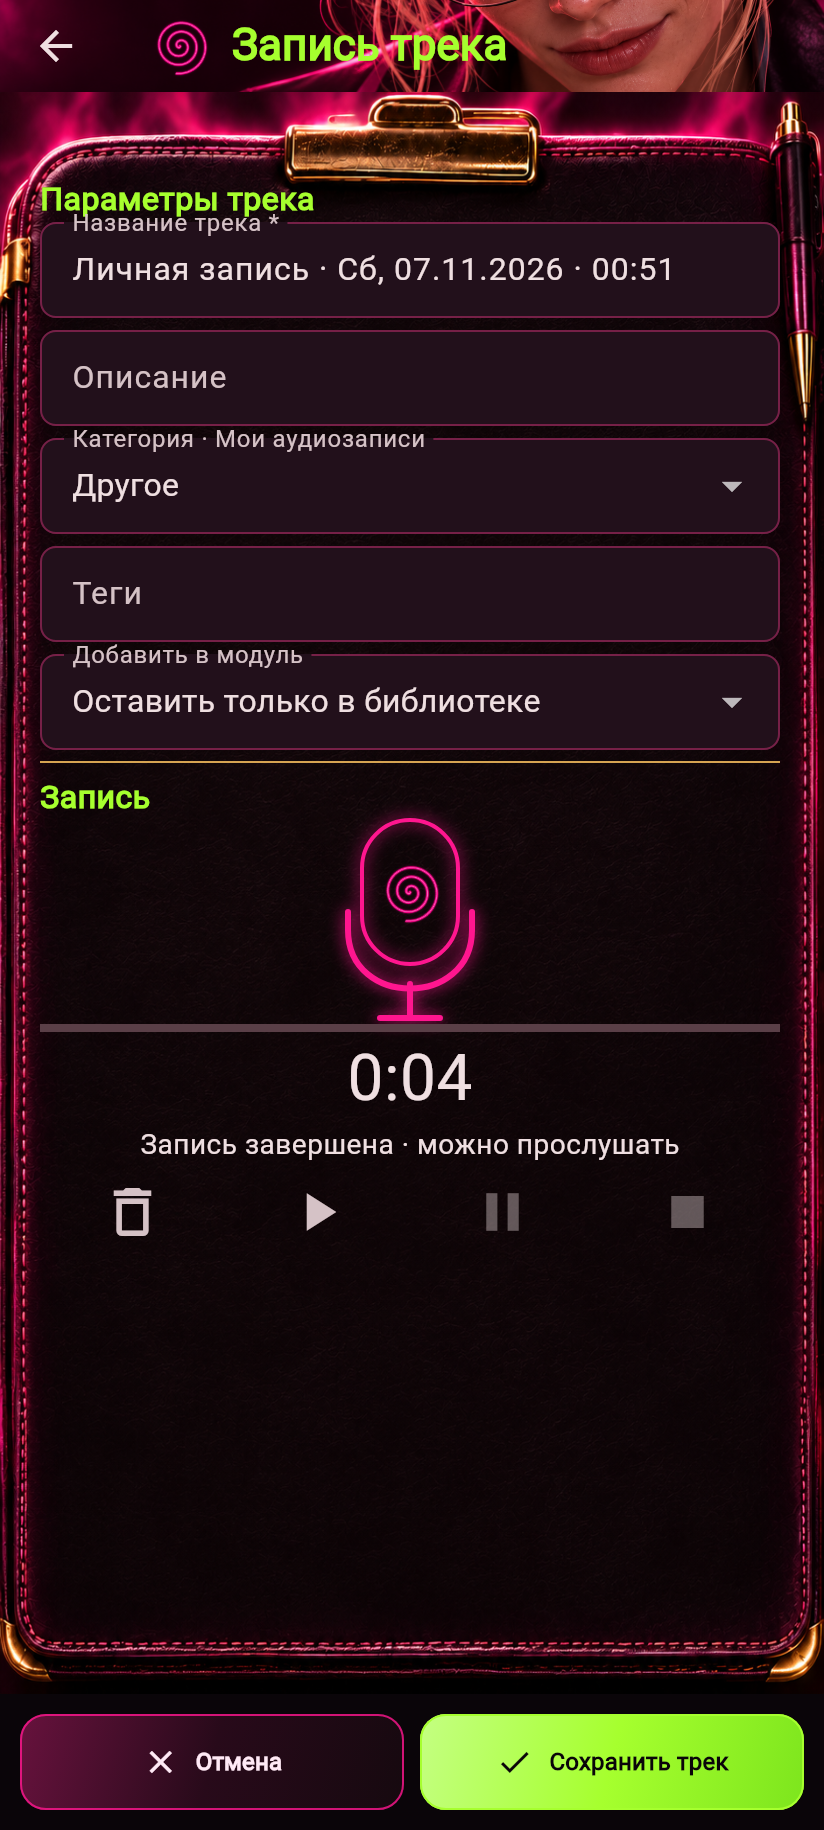 Запись трека
Параметры трека
Название трека *
Личная запись · Сб, 07.11.2026 · 00:51
Описание
Категория · Мои аудиозаписи
Другое
Теги
Добавить в модуль
Оставить только в библиотеке
Запись
0:04
Запись завершена · можно прослушать
Отмена
Сохранить трек